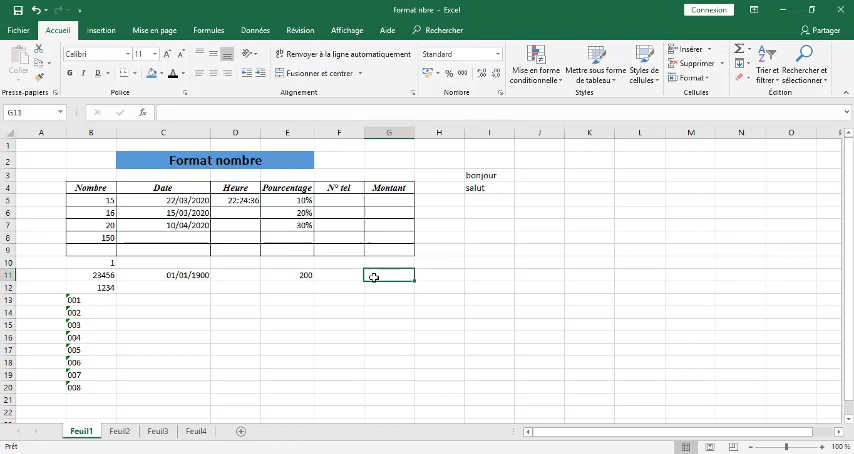 format nbre - Excel
Connexion
Fichier Accueil Insertion Mise en page Formules Données Révision Affichage Aide Rechercher Partager
Coller
Calibri 11
G I S
Renvoyer à la ligne automatiquement
Fusionner et centrer
Standard
% 000
Mise en forme conditionnelle
Mettre sous forme de tableau
Styles de cellules
Insérer
Supprimer
Format
Trier et filtrer
Rechercher et sélectionner
Presse-papiers Police Alignement Nombre Styles Cellules Édition
G11 fx
A B C D E F G H I J K L M N O P
1
2 Format nombre
3 bonjour
4 Nombre Date Heure Pourcentage N° tel Montant salut
5 15 22/03/2020 22:24:36 10%
6 16 15/03/2020 20%
7 20 10/04/2020 30%
8 150
9
10 1
11 23456 01/01/1900 200
12 1234
13 001
14 002
15 003
16 004
17 005
18 006
19 007
20 008
21
22
Feuil1 Feuil2 Feuil3 Feuil4
Prêt 100 %